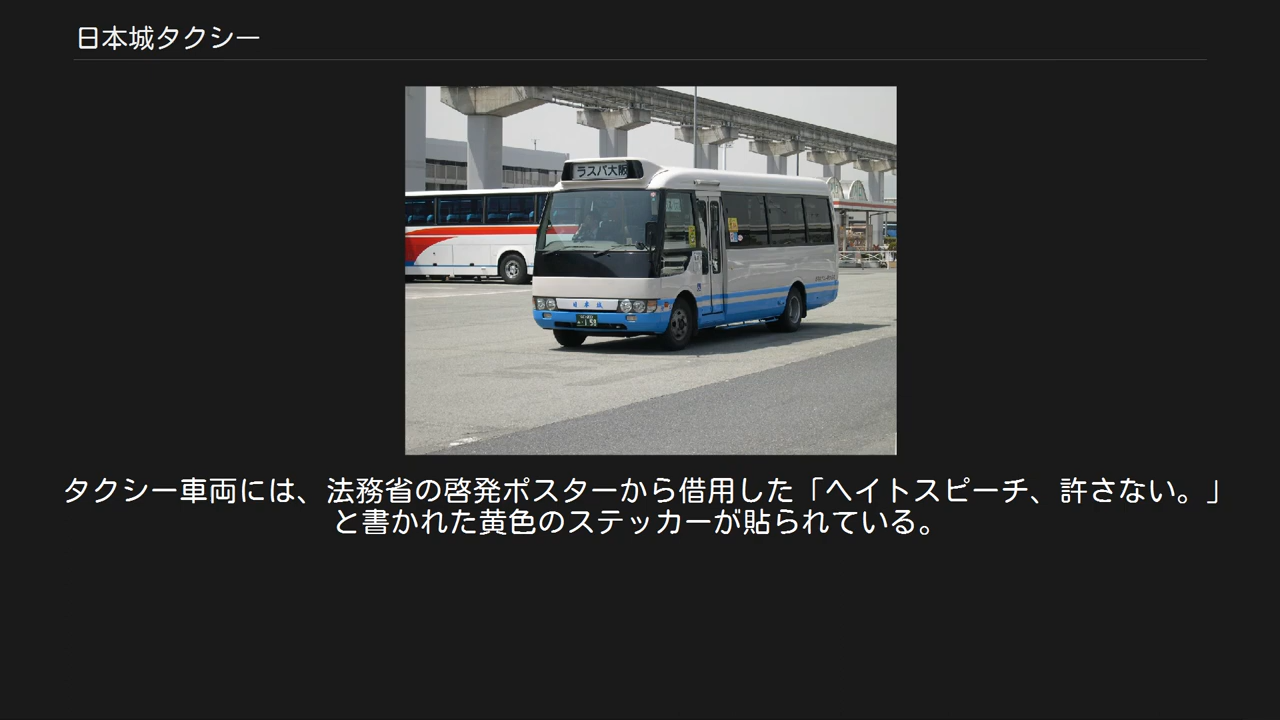 日本城タクシー
ラスパ大阪
日本城
タクシー車両には、法務省の啓発ポスターから借用した「ヘイトスピーチ、許さない。」
と書かれた黄色のステッカーが貼られている。